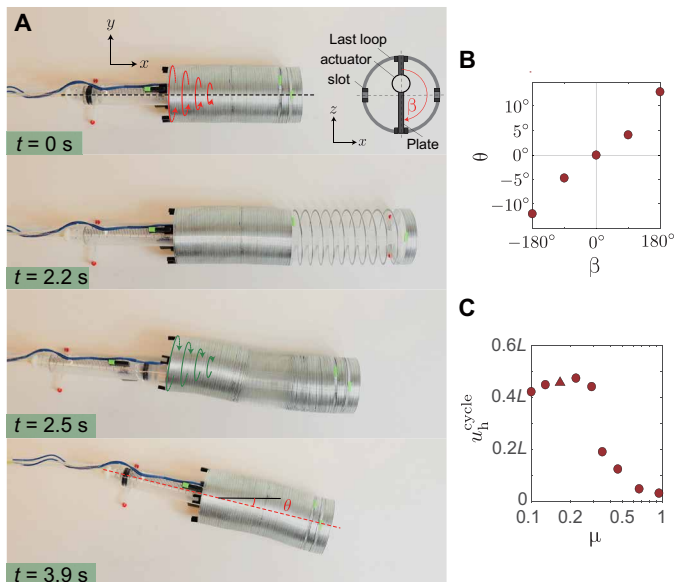 A
y
x
Last loop
actuator
slot
β
z
x
Plate
t = 0 s
t = 2.2 s
t = 2.5 s
θ
t = 3.9 s
B
10°
5°
0°
−5°
−10°
θ
−180° 0° 180°
β
C
0.6L
0.4L
0.2L
0
u_h^cycle
0.1 0.2 0.5 1
μ